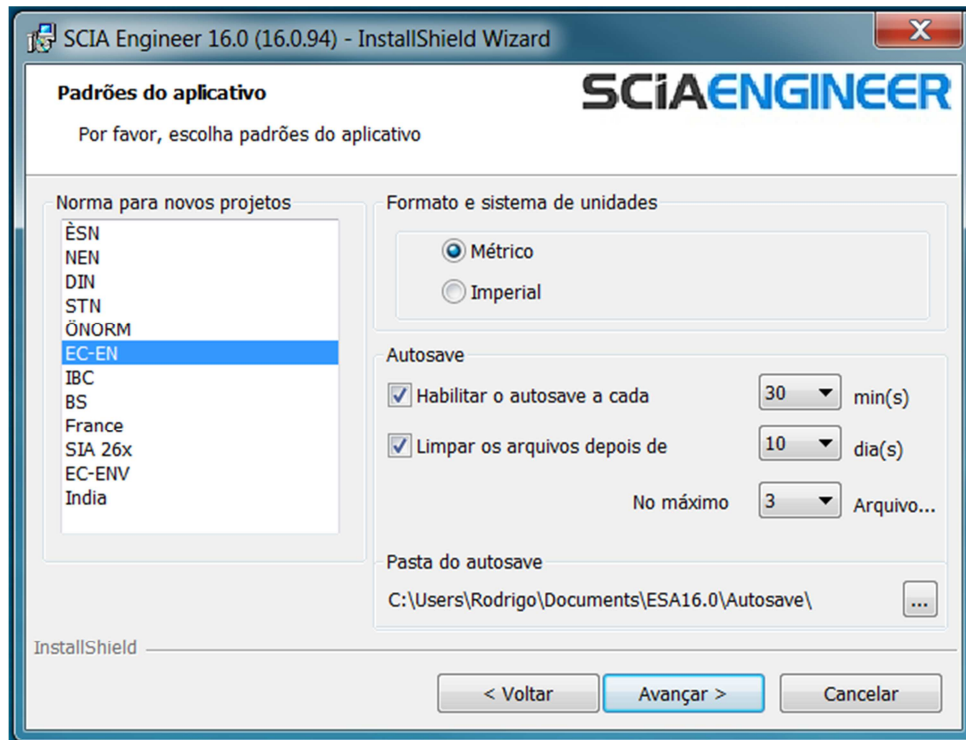 SCIA Engineer 16.0 (16.0.94) - InstallShield Wizard
Padrões do aplicativo
SCiAENGINEER
Por favor, escolha padrões do aplicativo
Norma para novos projetos
ÈSN
NEN
DIN
STN
ÖNORM
EC-EN
IBC
BS
France
SIA 26x
EC-ENV
India
Formato e sistema de unidades
Métrico
Imperial
Autosave
Habilitar o autosave a cada 30 min(s)
Limpar os arquivos depois de 10 dia(s)
No máximo 3 Arquivo...
Pasta do autosave
C:\Users\Rodrigo\Documents\ESA16.0\Autosave\ ...
InstallShield
< Voltar Avançar > Cancelar